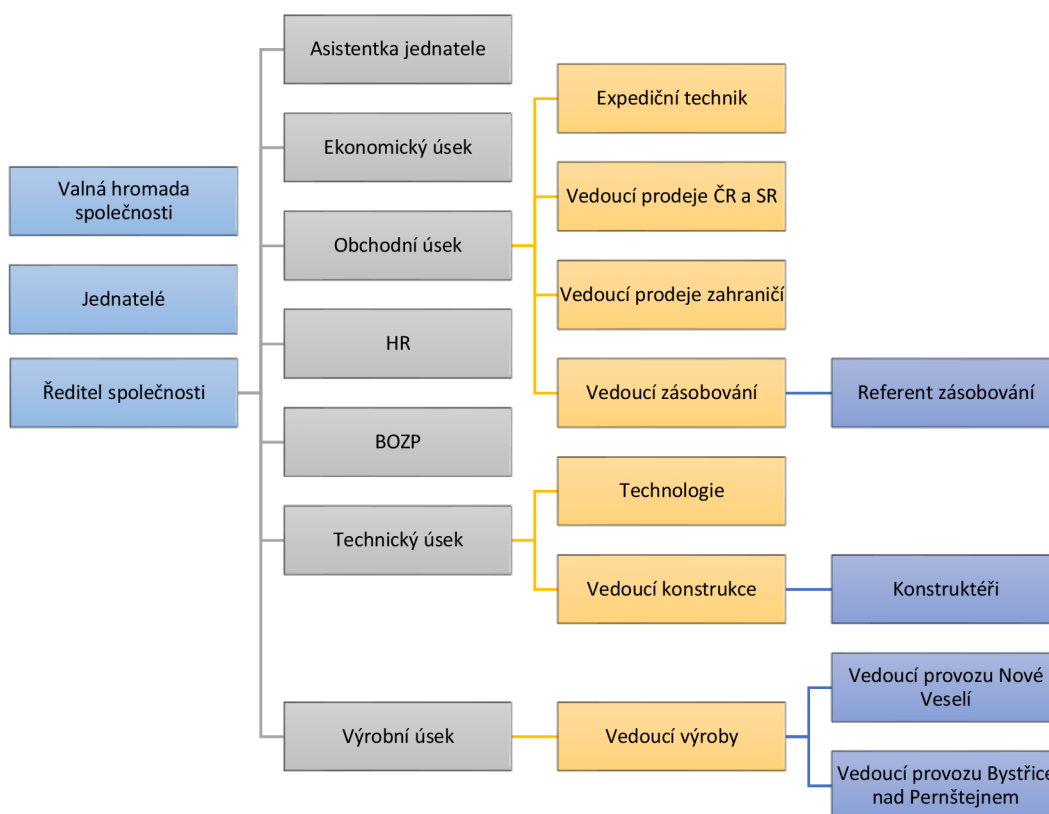 Valná hromada
společnosti
Jednatelé
Ředitel společnosti
Asistentka jednatele
Ekonomický úsek
Obchodní úsek
HR
BOZP
Technický úsek
Výrobní úsek
Expediční technik
Vedoucí prodeje ČR a SR
Vedoucí prodeje zahraničí
Vedoucí zásobování
Technologie
Vedoucí konstrukce
Vedoucí výroby
Referent zásobování
Konstruktéři
Vedoucí provozu Nové
Veselí
Vedoucí provozu Bystřice
nad Pernštejnem